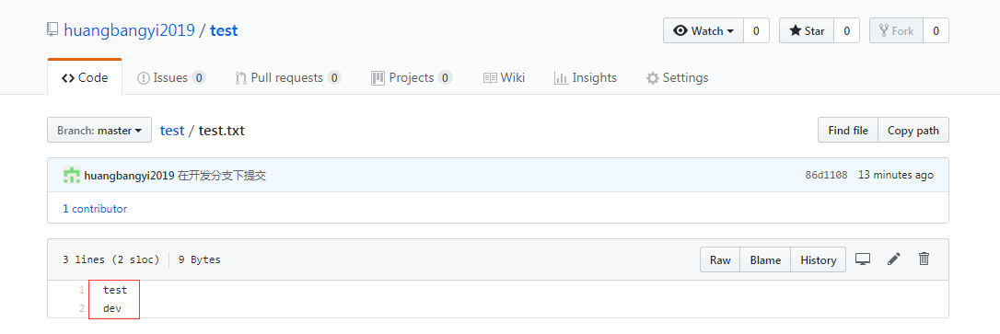 huangbangyi2019 / test
Watch 0 Star 0 Fork 0
Code Issues 0 Pull requests 0 Projects 0 Wiki Insights Settings
Branch: master test / test.txt Find file Copy path
huangbangyi2019 在开发分支下提交 86d1108 13 minutes ago
1 contributor
3 lines (2 sloc) 9 Bytes Raw Blame History
1 test
2 dev